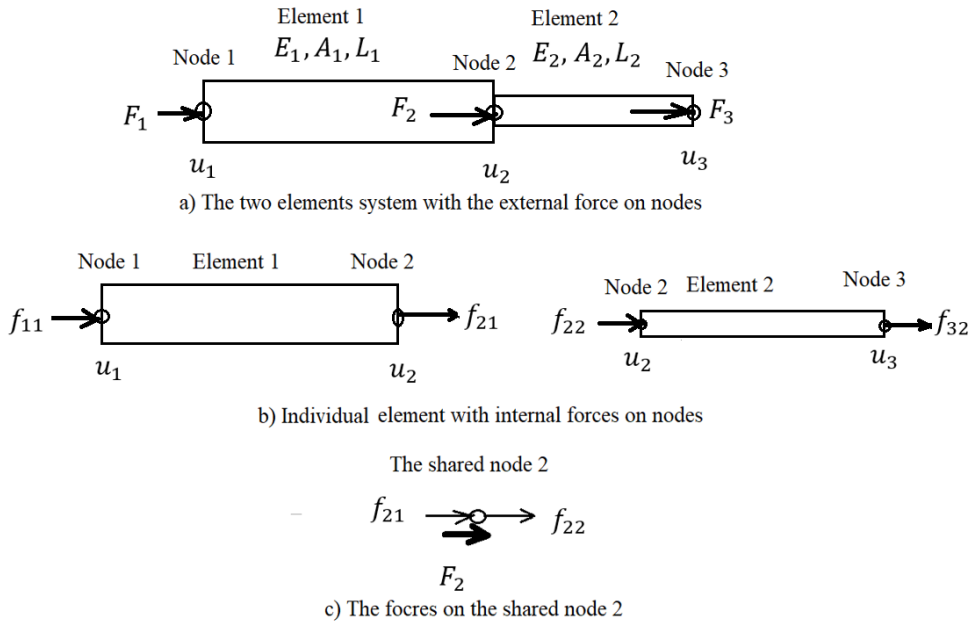 Element 1
Element 2
Node 1
E₁, A₁, L₁
Node 2
E₂, A₂, L₂
Node 3
F₁
F₂
F₃
u₁
u₂
u₃
a) The two elements system with the external force on nodes
Node 1
Element 1
Node 2
Node 2
Element 2
Node 3
f₁₁
f₂₁
f₂₂
f₃₂
u₁
u₂
u₂
u₃
b) Individual element with internal forces on nodes
The shared node 2
f₂₁
f₂₂
F₂
c) The focres on the shared node 2